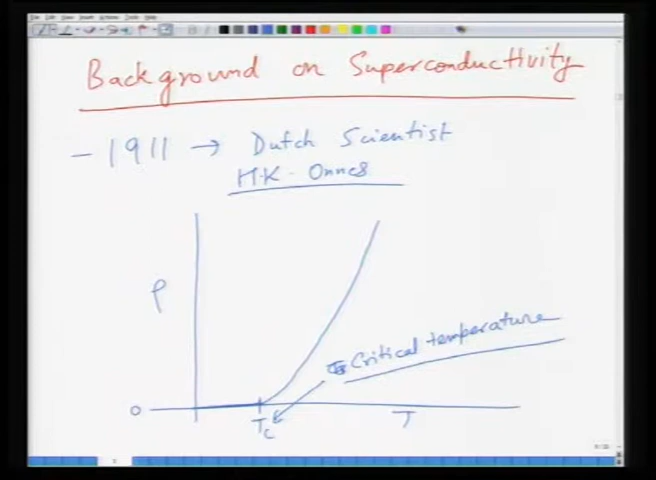 Background on Superconductivity
- 1911 → Dutch Scientist
H.K. Onnes
ρ
Critical temperature
0
Tc
T